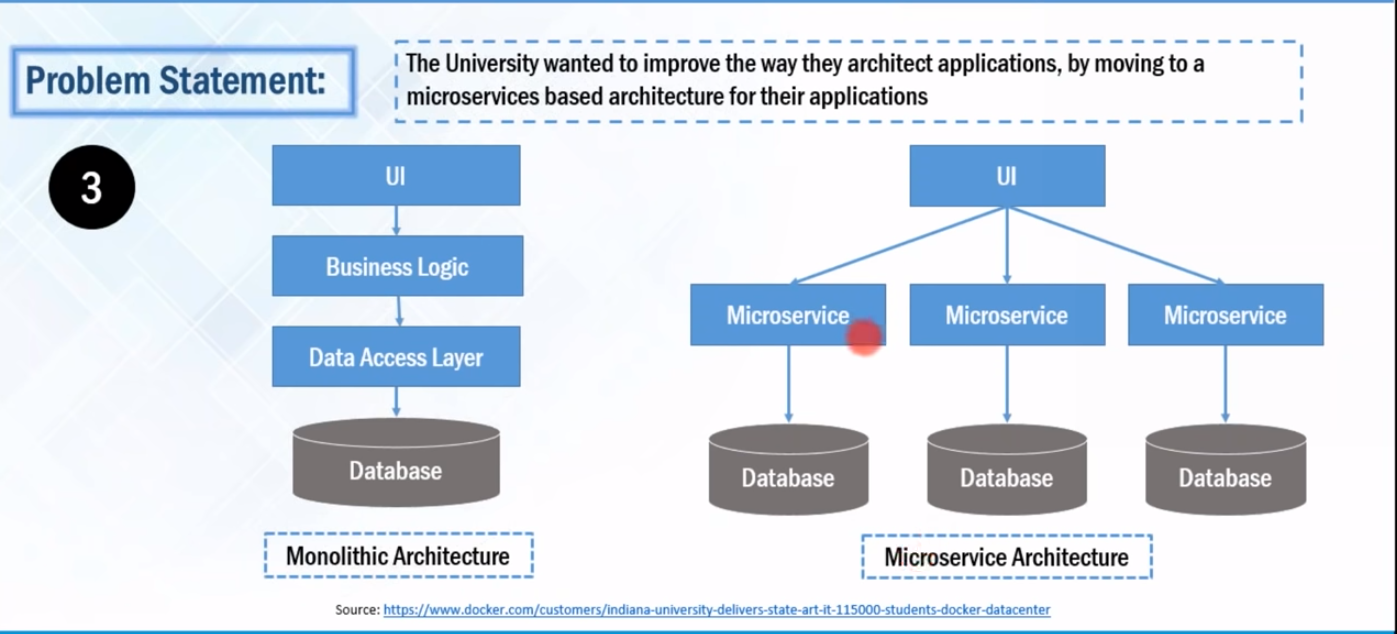 Problem Statement:
The University wanted to improve the way they architect applications, by moving to a
microservices based architecture for their applications
3
UI
Business Logic
Data Access Layer
Database
Monolithic Architecture
UI
Microservice
Microservice
Microservice
Database
Database
Database
Microservice Architecture
Source: https://www.docker.com/customers/indiana-university-delivers-state-art-it-115000-students-docker-datacenter